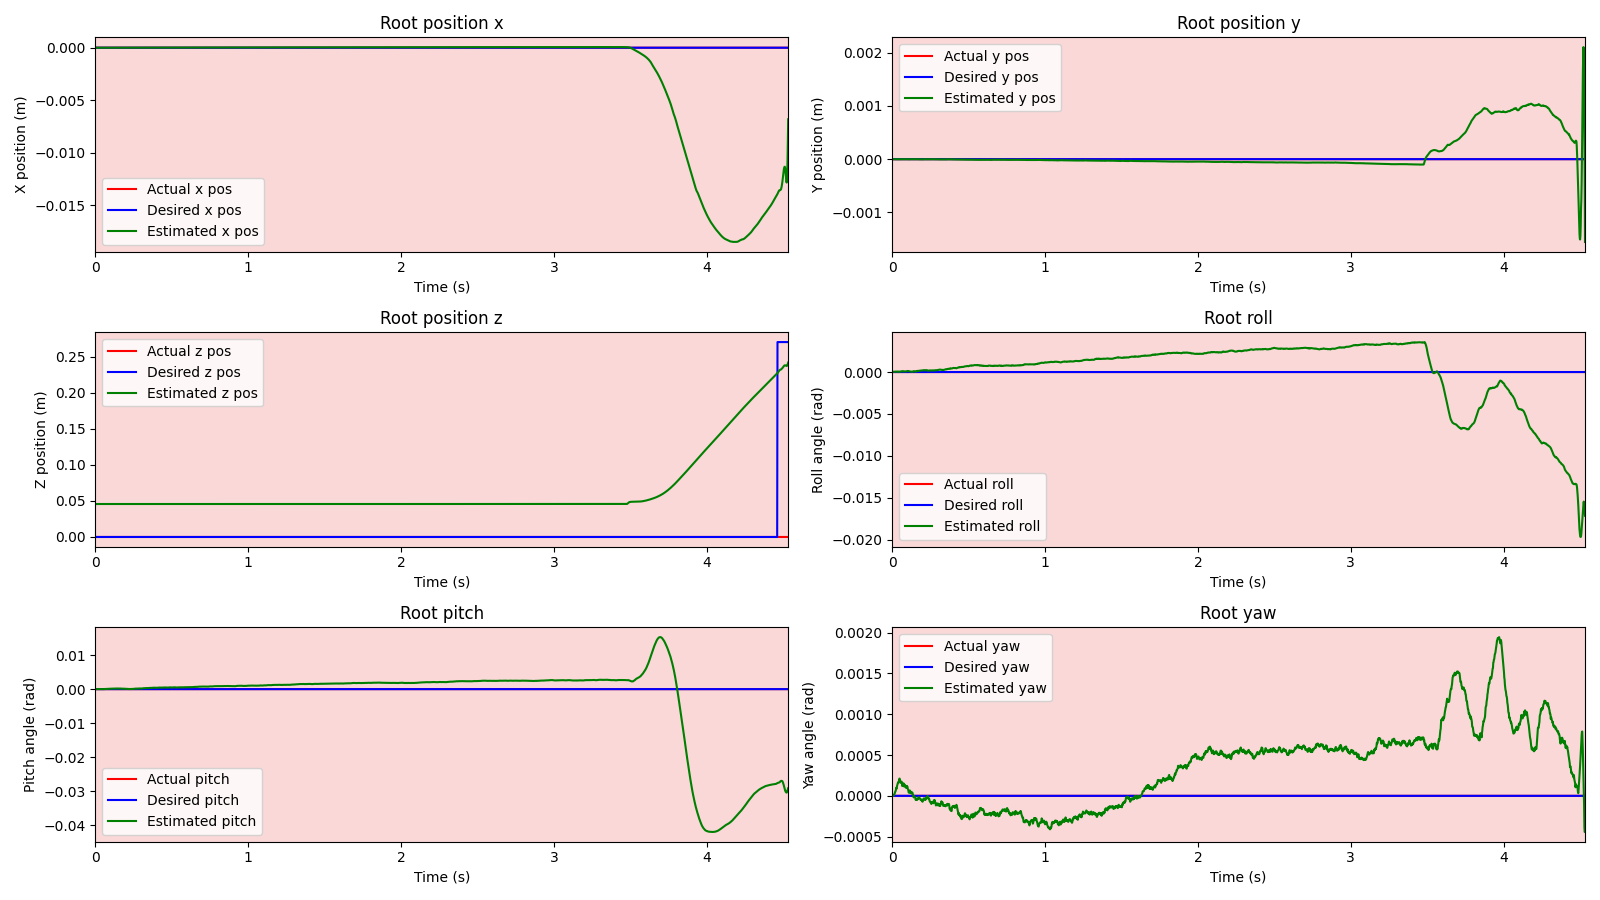 Root position x
X position (m)
0.000
−0.005
−0.010
−0.015
Actual x pos
Desired x pos
Estimated x pos
0 1 2 3 4
Time (s)
Root position y
Y position (m)
0.002
0.001
0.000
−0.001
Actual y pos
Desired y pos
Estimated y pos
0 1 2 3 4
Time (s)
Root position z
Z position (m)
0.25
0.20
0.15
0.10
0.05
0.00
Actual z pos
Desired z pos
Estimated z pos
0 1 2 3 4
Time (s)
Root roll
Roll angle (rad)
0.000
−0.005
−0.010
−0.015
−0.020
Actual roll
Desired roll
Estimated roll
0 1 2 3 4
Time (s)
Root pitch
Pitch angle (rad)
0.01
0.00
−0.01
−0.02
−0.03
−0.04
Actual pitch
Desired pitch
Estimated pitch
0 1 2 3 4
Time (s)
Root yaw
Yaw angle (rad)
0.0020
0.0015
0.0010
0.0005
0.0000
−0.0005
Actual yaw
Desired yaw
Estimated yaw
0 1 2 3 4
Time (s)